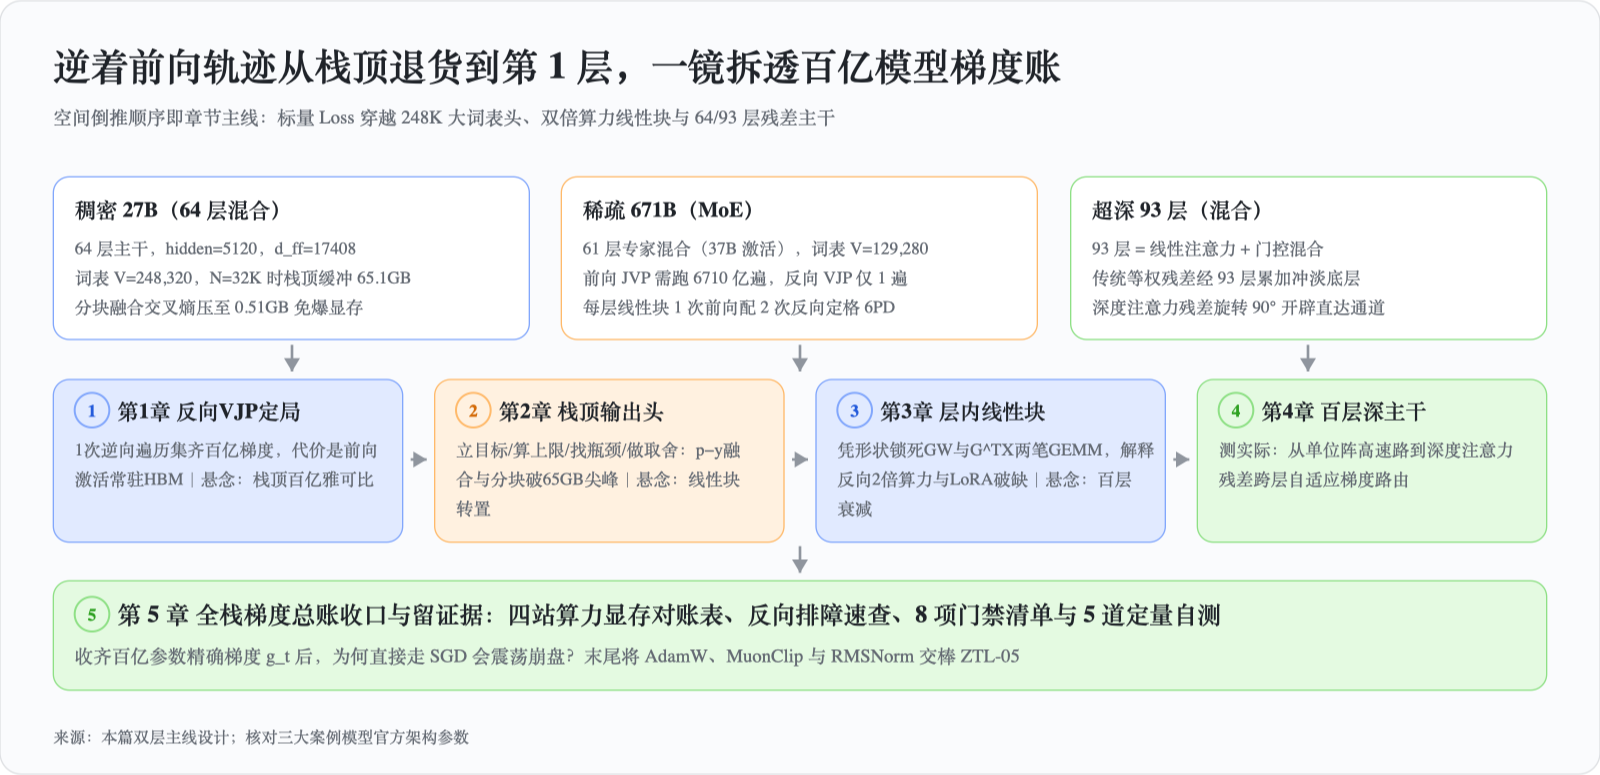 逆着前向轨迹从栈顶退货到第 1 层，一镜拆透百亿模型梯度账
空间倒推顺序即章节主线：标量 Loss 穿越 248K 大词表头、双倍算力线性块与 64/93 层残差主干
稠密 27B（64 层混合）
64 层主干，hidden=5120，d_ff=17408
词表 V=248,320，N=32K 时栈顶缓冲 65.1GB
分块融合交叉熵压至 0.51GB 免爆显存
稀疏 671B（MoE）
61 层专家混合（37B 激活），词表 V=129,280
前向 JVP 需跑 6710 亿遍，反向 VJP 仅 1 遍
每层线性块 1 次前向配 2 次反向定格 6PD
超深 93 层（混合）
93 层 = 线性注意力 + 门控混合
传统等权残差经 93 层累加冲淡底层
深度注意力残差旋转 90° 开辟直达通道
1 第1章 反向VJP定局
1次逆向遍历集齐百亿梯度，代价是前向
激活常驻HBM｜悬念：栈顶百亿雅可比
2 第2章 栈顶输出头
立目标/算上限/找瓶颈/做取舍：p−y融
合与分块破65GB尖峰｜悬念：线性块
转置
3 第3章 层内线性块
凭形状锁死GW与G^TX两笔GEMM，解释
反向2倍算力与LoRA破缺｜悬念：百层
衰减
4 第4章 百层深主干
测实际：从单位阵高速路到深度注意力
残差跨层自适应梯度路由
5 第 5 章 全栈梯度总账收口与留证据：四站算力显存对账表、反向排障速查、8 项门禁清单与 5 道定量自测
收齐百亿参数精确梯度 g_t 后，为何直接走 SGD 会震荡崩盘？末尾将 AdamW、MuonClip 与 RMSNorm 交棒 ZTL-05
来源：本篇双层主线设计；核对三大案例模型官方架构参数